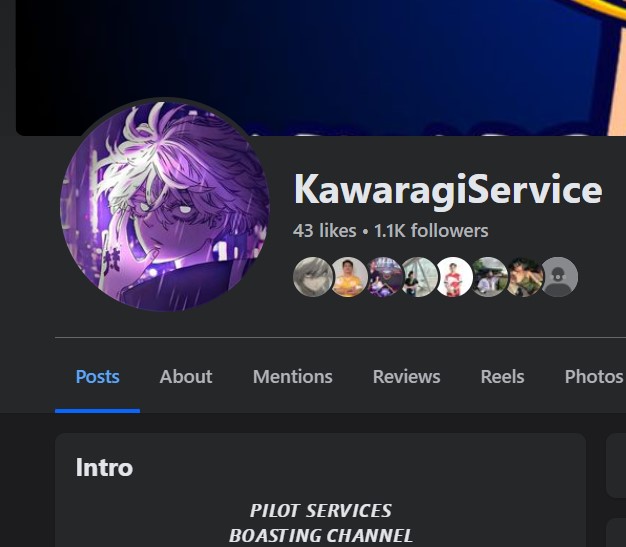 KawaragiService
43 likes • 1.1K followers
Posts About Mentions Reviews Reels Photos
Intro
PILOT SERVICES
BOASTING CHANNEL